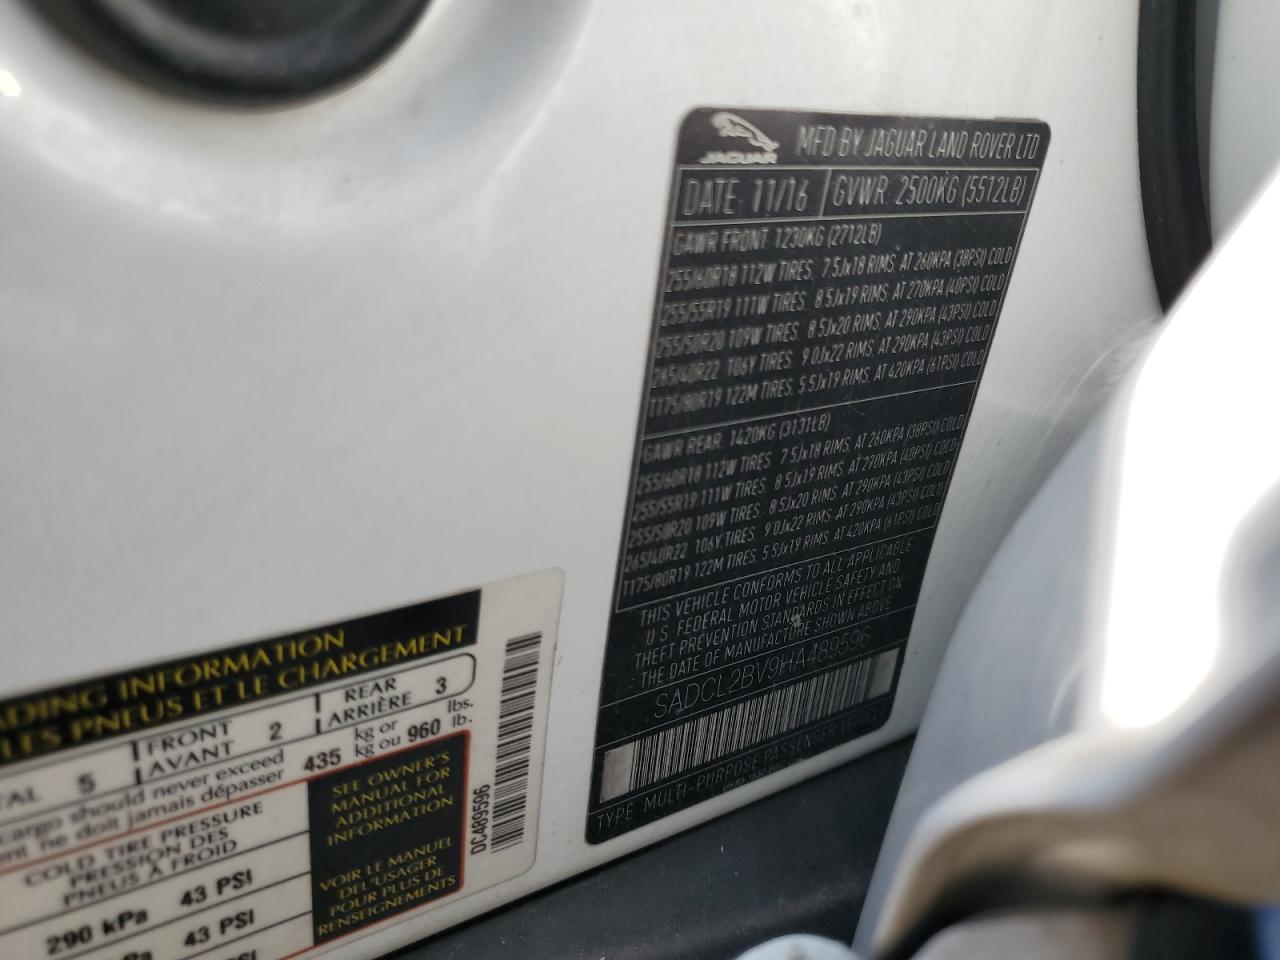 JAGUAR MFD BY JAGUAR LAND ROVER LTD
DATE: 11/16 GVWR: 2500KG (5512LB)
GAWR FRONT 1230KG (2712LB)
255/60R18 112W TIRES, 7.5Jx18 RIMS, AT 260KPA (38PSI) COLD
255/55R19 111W TIRES, 8.5Jx19 RIMS, AT 270KPA (40PSI) COLD
255/50R20 109W TIRES, 8.5Jx20 RIMS, AT 290KPA (43PSI) COLD
265/40R22 106Y TIRES, 9.0Jx22 RIMS, AT 290KPA (43PSI) COLD
T175/80R19 122M TIRES, 5.5Jx19 RIMS, AT 420KPA (61PSI) COLD
GAWR REAR 1420KG (3131LB)
255/60R18 112W TIRES, 7.5Jx18 RIMS, AT 260KPA (38PSI) COLD
255/55R19 111W TIRES, 8.5Jx19 RIMS, AT 270KPA (40PSI) COLD
255/50R20 109W TIRES, 8.5Jx20 RIMS, AT 290KPA (43PSI) COLD
265/40R22 106Y TIRES, 9.0Jx22 RIMS, AT 290KPA (43PSI) COLD
T175/80R19 122M TIRES, 5.5Jx19 RIMS, AT 420KPA (61PSI) COLD
THIS VEHICLE CONFORMS TO ALL APPLICABLE
U.S. FEDERAL MOTOR VEHICLE SAFETY AND
THEFT PREVENTION STANDARDS IN EFFECT ON
THE DATE OF MANUFACTURE SHOWN ABOVE
SADCL2BV9HA489596
TYPE: MULTI-PURPOSE PASSENGER
ADING INFORMATION
LES PNEUS ET LE CHARGEMENT
TAL 5 FRONT AVANT 2 REAR ARRIÈRE 3
cargo should never exceed 435 kg or 960 lbs.
ent ne doit jamais dépasser kg ou lb.
COLD TIRE PRESSURE
PRESSION DES
PNEUS À FROID
290 kPa 43 PSI
Pa 43 PSI
PSI
SEE OWNER'S
MANUAL FOR
ADDITIONAL
INFORMATION
VOIR LE MANUEL
DEL'USAGER
POUR PLUS DE
RENSEIGNEMENTS
DC489596